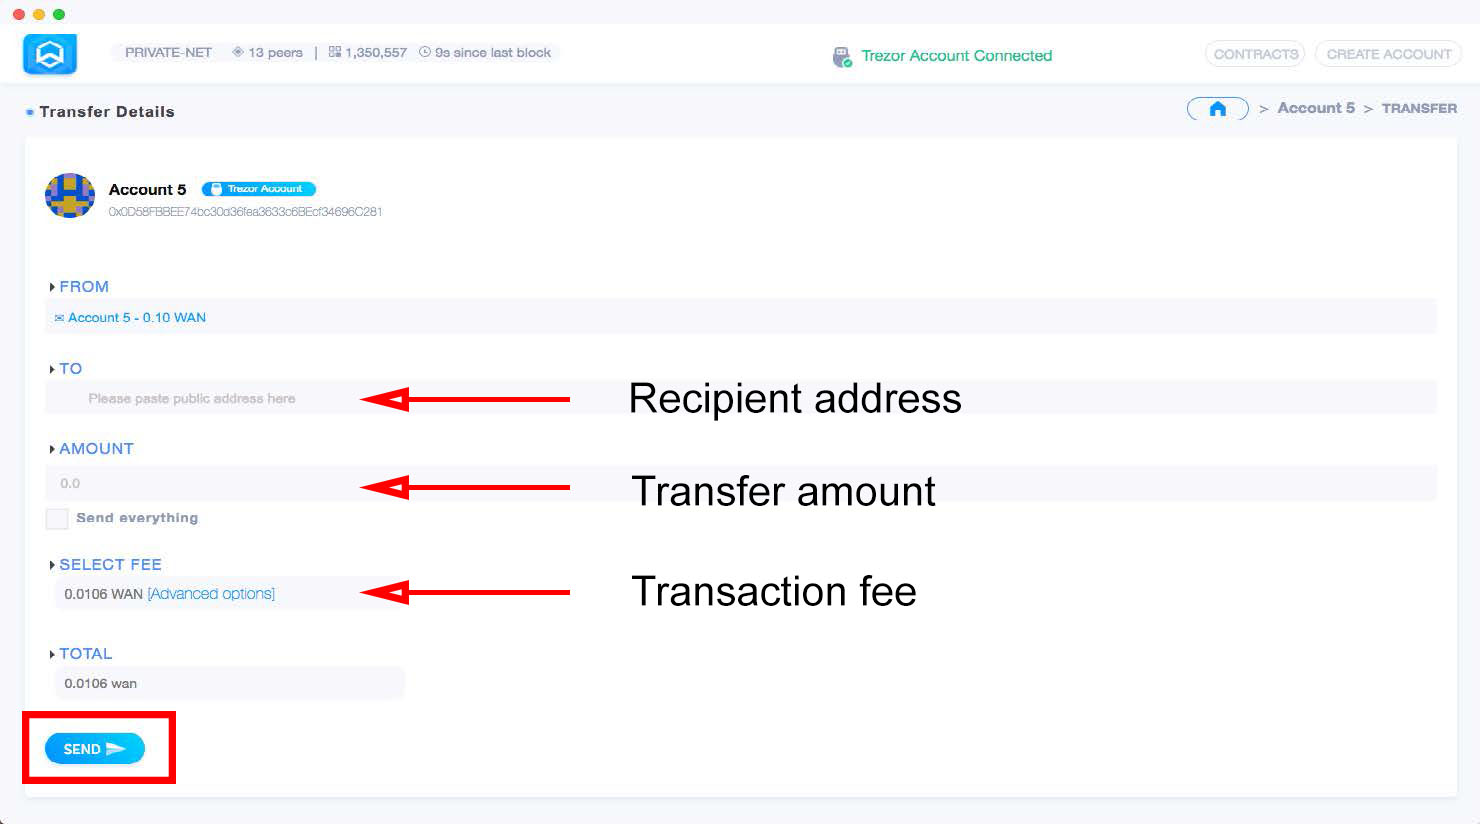 PRIVATE-NET 13 peers | 1,350,557 9s since last block
Trezor Account Connected
CONTRACTS CREATE ACCOUNT
Transfer Details
> Account 5 > TRANSFER
Account 5 Trezor Account
0x0D58FBBEE74bc30d36fea3633c6BEcf34696C281
FROM
Account 5 - 0.10 WAN
TO
Please paste public address here
Recipient address
AMOUNT
0.0
Transfer amount
Send everything
SELECT FEE
0.0106 WAN [Advanced options]
Transaction fee
TOTAL
0.0106 wan
SEND